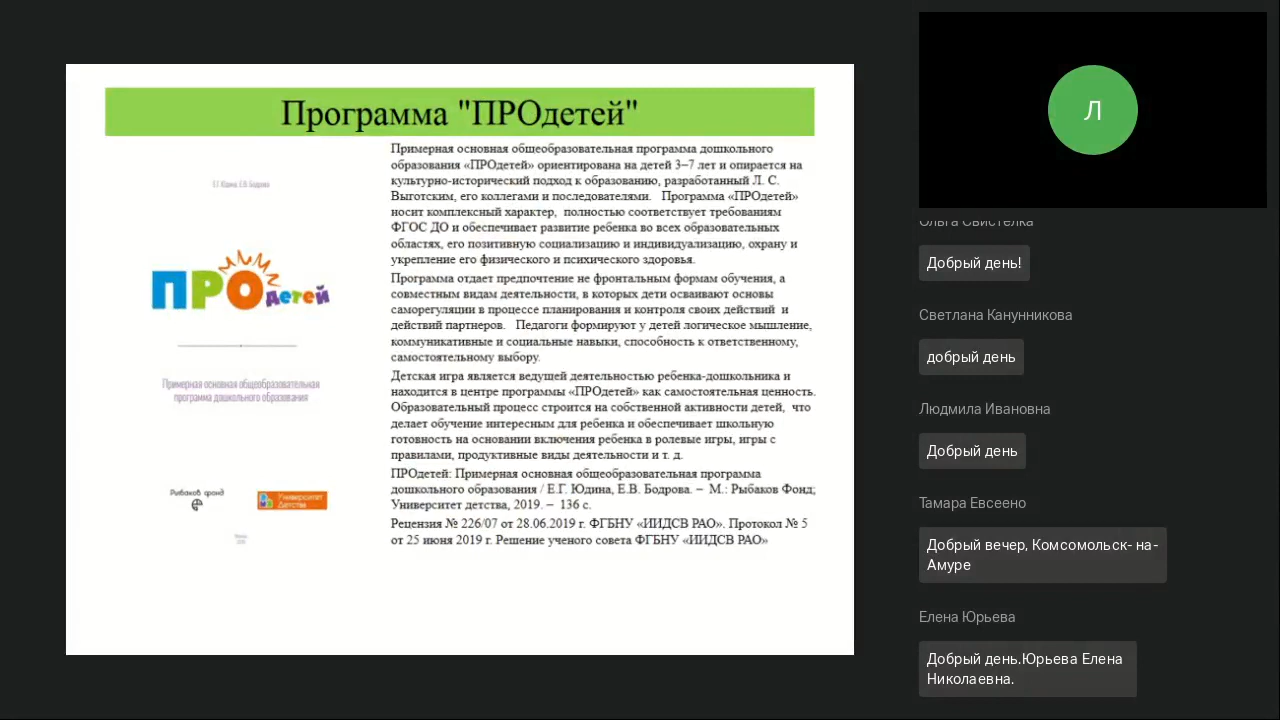 Программа "ПРОдетей"
Е.Г. Юдина, Е.В. Бодрова
ПРОдетей
Примерная основная общеобразовательная
программа дошкольного образования
Рыбаков фонд
Университет
Детства
Примерная основная общеобразовательная программа дошкольного
образования «ПРОдетей» ориентирована на детей 3–7 лет и опирается на
культурно-исторический подход к образованию, разработанный Л. С.
Выготским, его коллегами и последователями. Программа «ПРОдетей»
носит комплексный характер, полностью соответствует требованиям
ФГОС ДО и обеспечивает развитие ребенка во всех образовательных
областях, его позитивную социализацию и индивидуализацию, охрану и
укрепление его физического и психического здоровья.
Программа отдает предпочтение не фронтальным формам обучения, а
совместным видам деятельности, в которых дети осваивают основы
саморегуляции в процессе планирования и контроля своих действий и
действий партнеров. Педагоги формируют у детей логическое мышление,
коммуникативные и социальные навыки, способность к ответственному,
самостоятельному выбору.
Детская игра является ведущей деятельностью ребенка-дошкольника и
находится в центре программы «ПРОдетей» как самостоятельная ценность.
Образовательный процесс строится на собственной активности детей, что
делает обучение интересным для ребенка и обеспечивает школьную
готовность на основании включения ребенка в ролевые игры, игры с
правилами, продуктивные виды деятельности и т. д.
ПРОдетей: Примерная основная общеобразовательная программа
дошкольного образования / Е.Г. Юдина, Е.В. Бодрова. – М.: Рыбаков Фонд;
Университет детства, 2019. – 136 с.
Рецензия № 226/07 от 28.06.2019 г. ФГБНУ «ИИДСВ РАО». Протокол № 5
от 25 июня 2019 г. Решение ученого совета ФГБНУ «ИИДСВ РАО»
Л
Ольга Свистелка
Добрый день!
Светлана Канунникова
добрый день
Людмила Ивановна
Добрый день
Тамара Евсеено
Добрый вечер, Комсомольск- на-
Амуре
Елена Юрьева
Добрый день.Юрьева Елена
Николаевна.